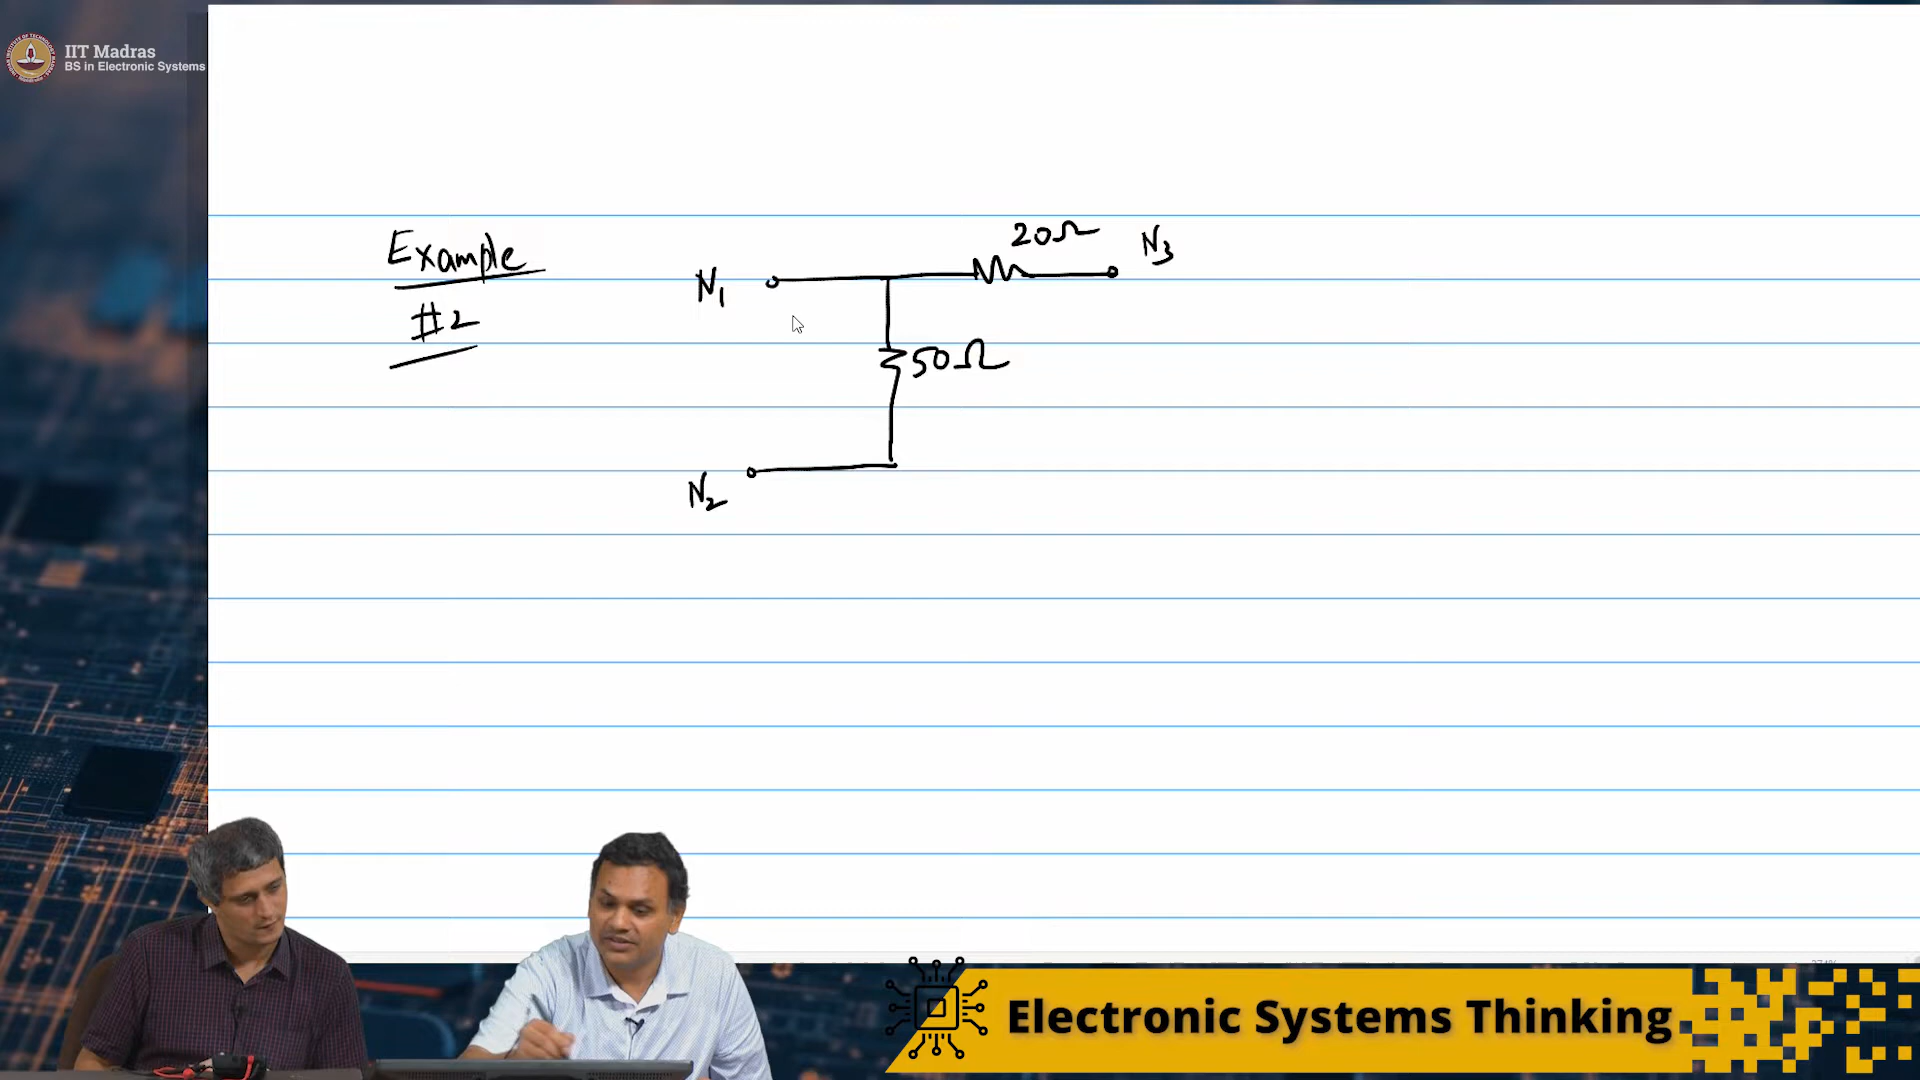 IIT Madras
BS in Electronic Systems
Example
#2
20Ω
N3
N1
50Ω
N2
Electronic Systems Thinking